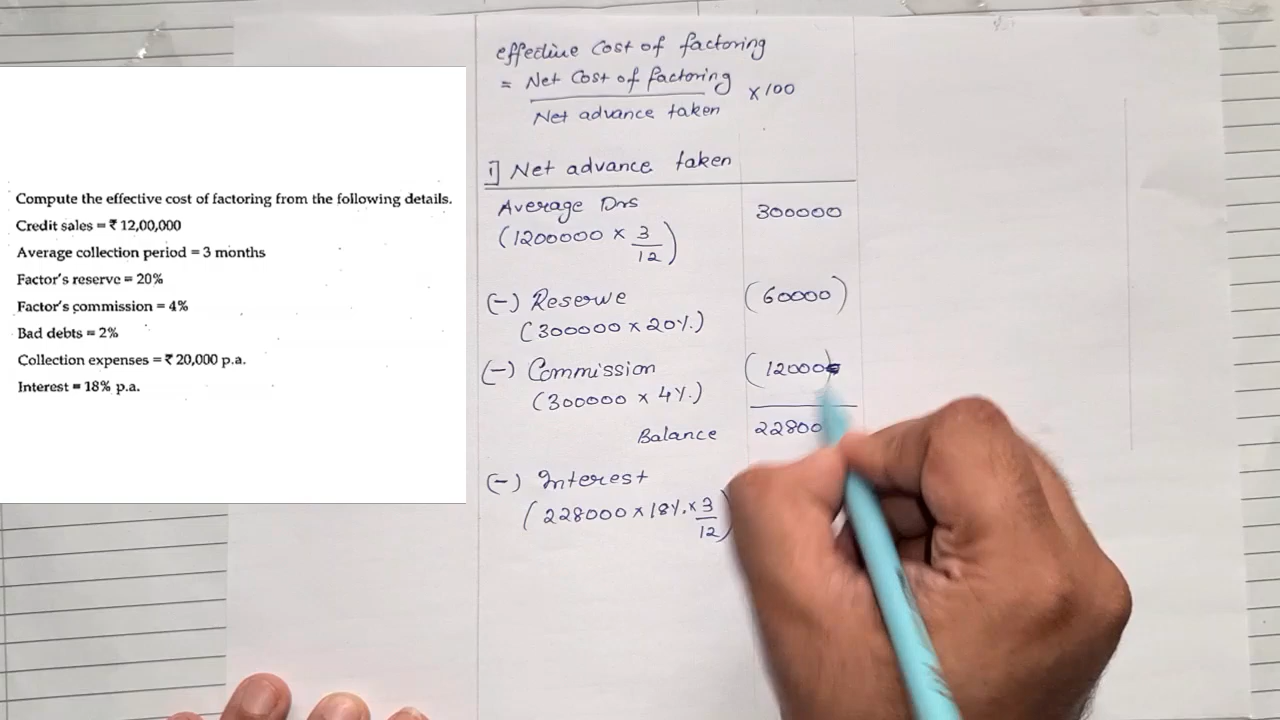 Compute the effective cost of factoring from the following details.
Credit sales = ₹ 12,00,000
Average collection period = 3 months
Factor's reserve = 20%
Factor's commission = 4%
Bad debts = 2%
Collection expenses = ₹ 20,000 p.a.
Interest = 18% p.a.
effective cost of factoring
= Net cost of factoring / Net advance taken × 100
i] Net advance taken
Average Drs 300000
(1200000 × 3/12)
(-) Reserve (60000)
(300000 × 20%)
(-) Commission (12000)
(300000 × 4%)
Balance 22800
(-) Interest
(228000 × 18% × 3/12)